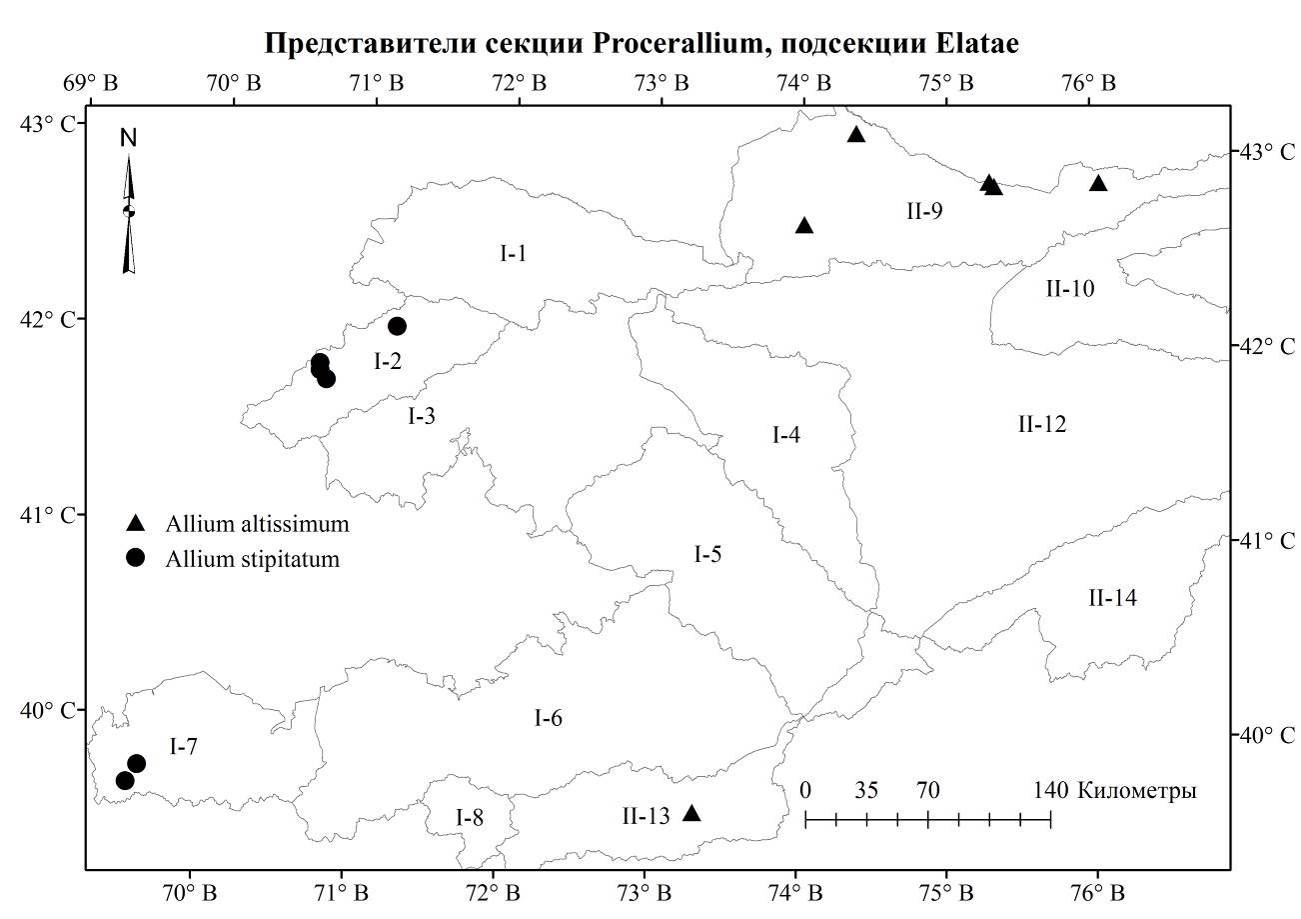 Представители секции Procerallium, подсекции Elatae
69° В 70° В 71° В 72° В 73° В 74° В 75° В 76° В
43° С
43° С
N
II-9
I-1
II-10
42° С
42° С
I-2
I-3
I-4
II-12
41° С
41° С
Allium altissimum
Allium stipitatum
I-5
II-14
40° С
40° С
I-6
I-7
0 35 70 140 Километры
I-8
II-13
70° В 71° В 72° В 73° В 74° В 75° В 76° В